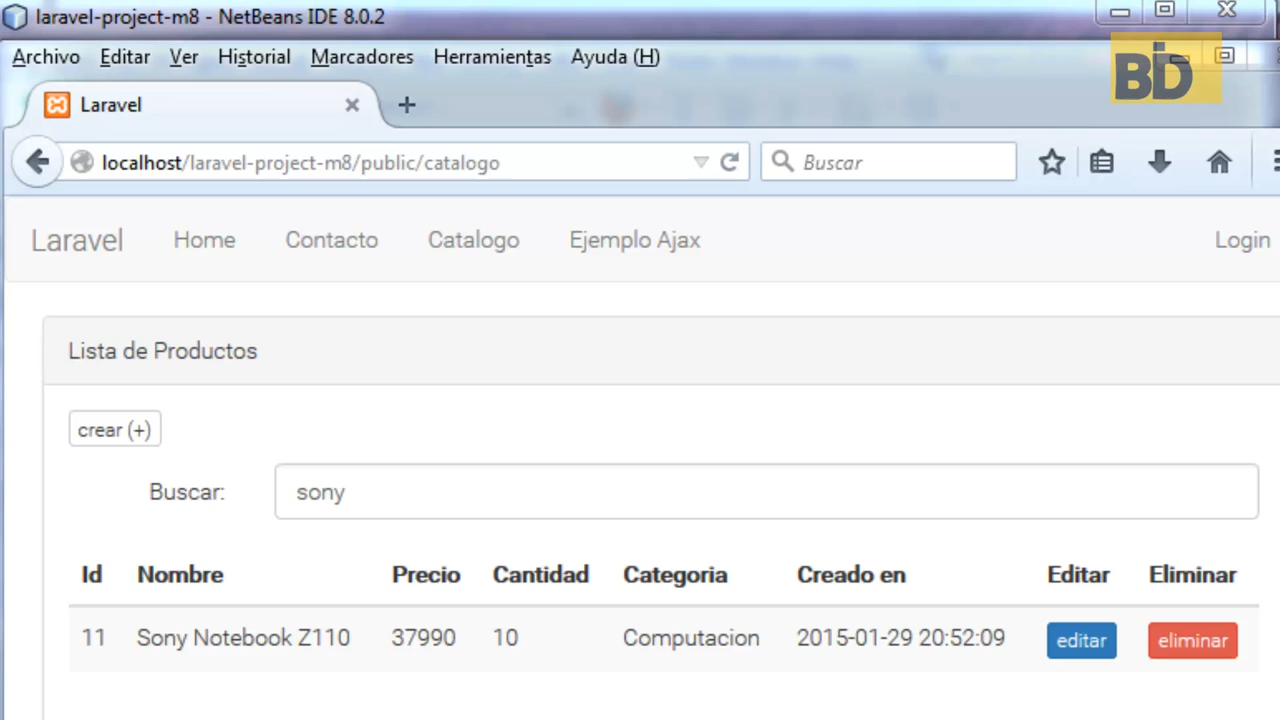 laravel-project-m8 - NetBeans IDE 8.0.2
Archivo Editar Ver Historial Marcadores Herramientas Ayuda (H)
BD
Laravel
localhost/laravel-project-m8/public/catalogo
Buscar
Laravel Home Contacto Catalogo Ejemplo Ajax Login
Lista de Productos
crear (+)
Buscar: sony
Id Nombre Precio Cantidad Categoria Creado en Editar Eliminar
11 Sony Notebook Z110 37990 10 Computacion 2015-01-29 20:52:09 editar eliminar